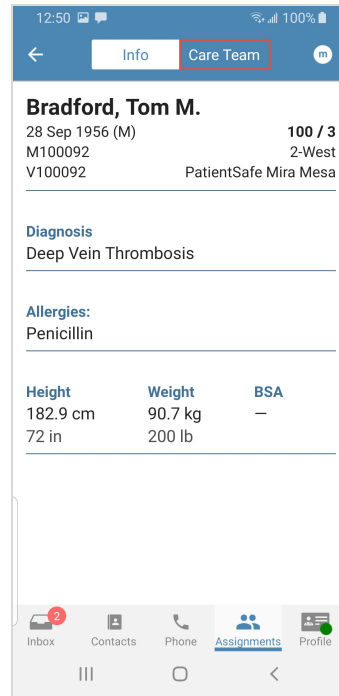 12:50 100%
Info Care Team m
Bradford, Tom M.
28 Sep 1956 (M) 100 / 3
M100092 2-West
V100092 PatientSafe Mira Mesa
Diagnosis
Deep Vein Thrombosis
Allergies:
Penicillin
Height Weight BSA
182.9 cm 90.7 kg —
72 in 200 lb
2
Inbox Contacts Phone Assignments Profile